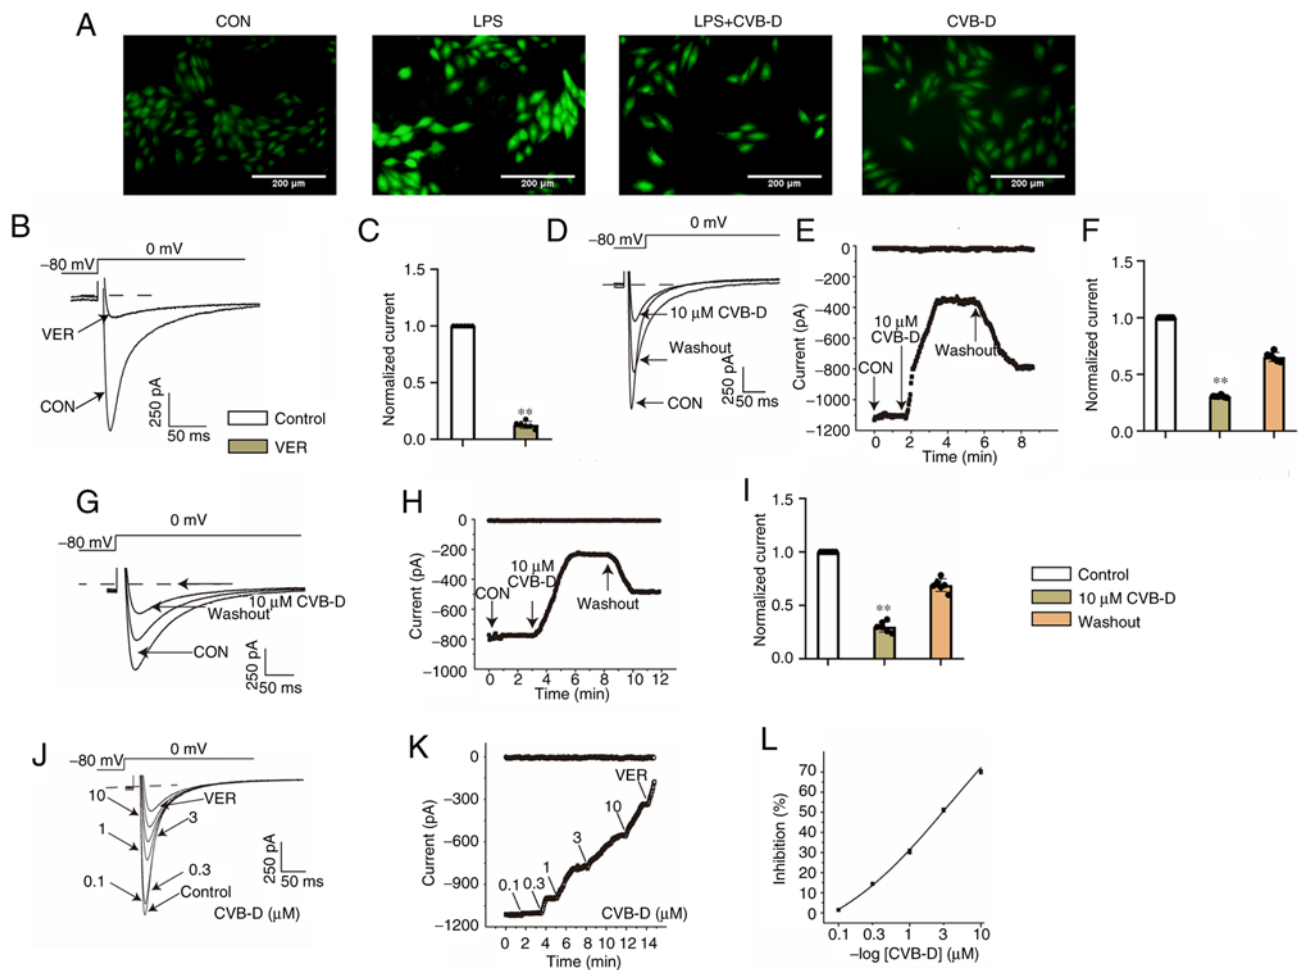 A
CON
LPS
LPS+CVB-D
CVB-D
200 μm
200 μm
200 μm
200 μm
B
0 mV
−80 mV
VER
CON
250 pA
50 ms
Control
VER
C
Normalized current
1.5
1.0
0.5
0.0
**
D
0 mV
−80 mV
10 μM CVB-D
Washout
CON
250 pA
50 ms
E
Current (pA)
0
−200
−400
−600
−800
−1000
−1200
CON
10 μM
CVB-D
Washout
0 2 4 6 8
Time (min)
F
Normalized current
1.5
1.0
0.5
0.0
**
G
0 mV
−80 mV
10 μM CVB-D
Washout
CON
250 pA
50 ms
H
Current (pA)
0
−200
−400
−600
−800
−1000
CON
10 μM
CVB-D
Washout
0 2 4 6 8 10 12
Time (min)
I
Normalized current
1.5
1.0
0.5
0.0
**
Control
10 μM CVB-D
Washout
J
0 mV
−80 mV
VER
10
3
1
0.3
0.1
Control
CVB-D (μM)
250 pA
50 ms
K
Current (pA)
0
−300
−600
−900
−1200
0.1
0.3
1
3
10
VER
CVB-D (μM)
0 2 4 6 8 10 12 14
Time (min)
L
Inhibition (%)
70
60
50
40
30
20
10
0
0.1 0.3 1 3 10
−log [CVB-D] (μM)